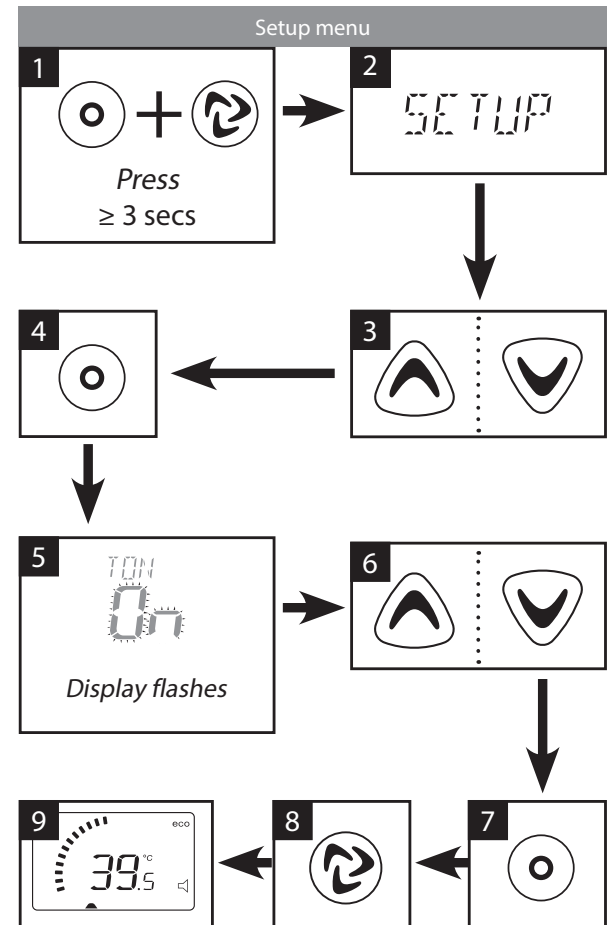 Setup menu
1
Press
≥ 3 secs
2
SETUP
3
4
5
TON
On
Display flashes
6
7
8
9
eco
39.5 °C